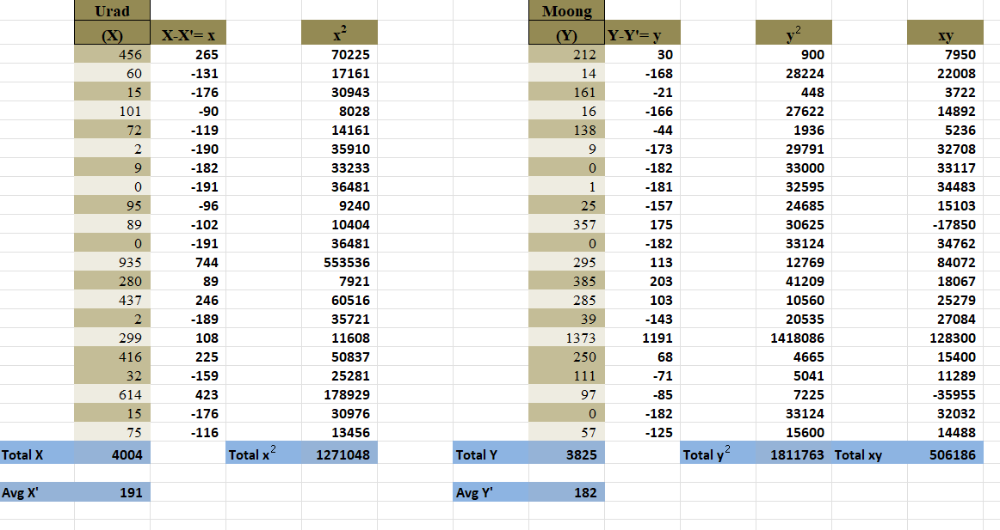 Urad Moong
(X) X-X'= x x² (Y) Y-Y'= y y² xy
456 265 70225 212 30 900 7950
60 -131 17161 14 -168 28224 22008
15 -176 30943 161 -21 448 3722
101 -90 8028 16 -166 27622 14892
72 -119 14161 138 -44 1936 5236
2 -190 35910 9 -173 29791 32708
9 -182 33233 0 -182 33000 33117
0 -191 36481 1 -181 32595 34483
95 -96 9240 25 -157 24685 15103
89 -102 10404 357 175 30625 -17850
0 -191 36481 0 -182 33124 34762
935 744 553536 295 113 12769 84072
280 89 7921 385 203 41209 18067
437 246 60516 285 103 10560 25279
2 -189 35721 39 -143 20535 27084
299 108 11608 1373 1191 1418086 128300
416 225 50837 250 68 4665 15400
32 -159 25281 111 -71 5041 11289
614 423 178929 97 -85 7225 -35955
15 -176 30976 0 -182 33124 32032
75 -116 13456 57 -125 15600 14488
Total X 4004 Total x² 1271048 Total Y 3825 Total y² 1811763 Total xy 506186
Avg X' 191 Avg Y' 182